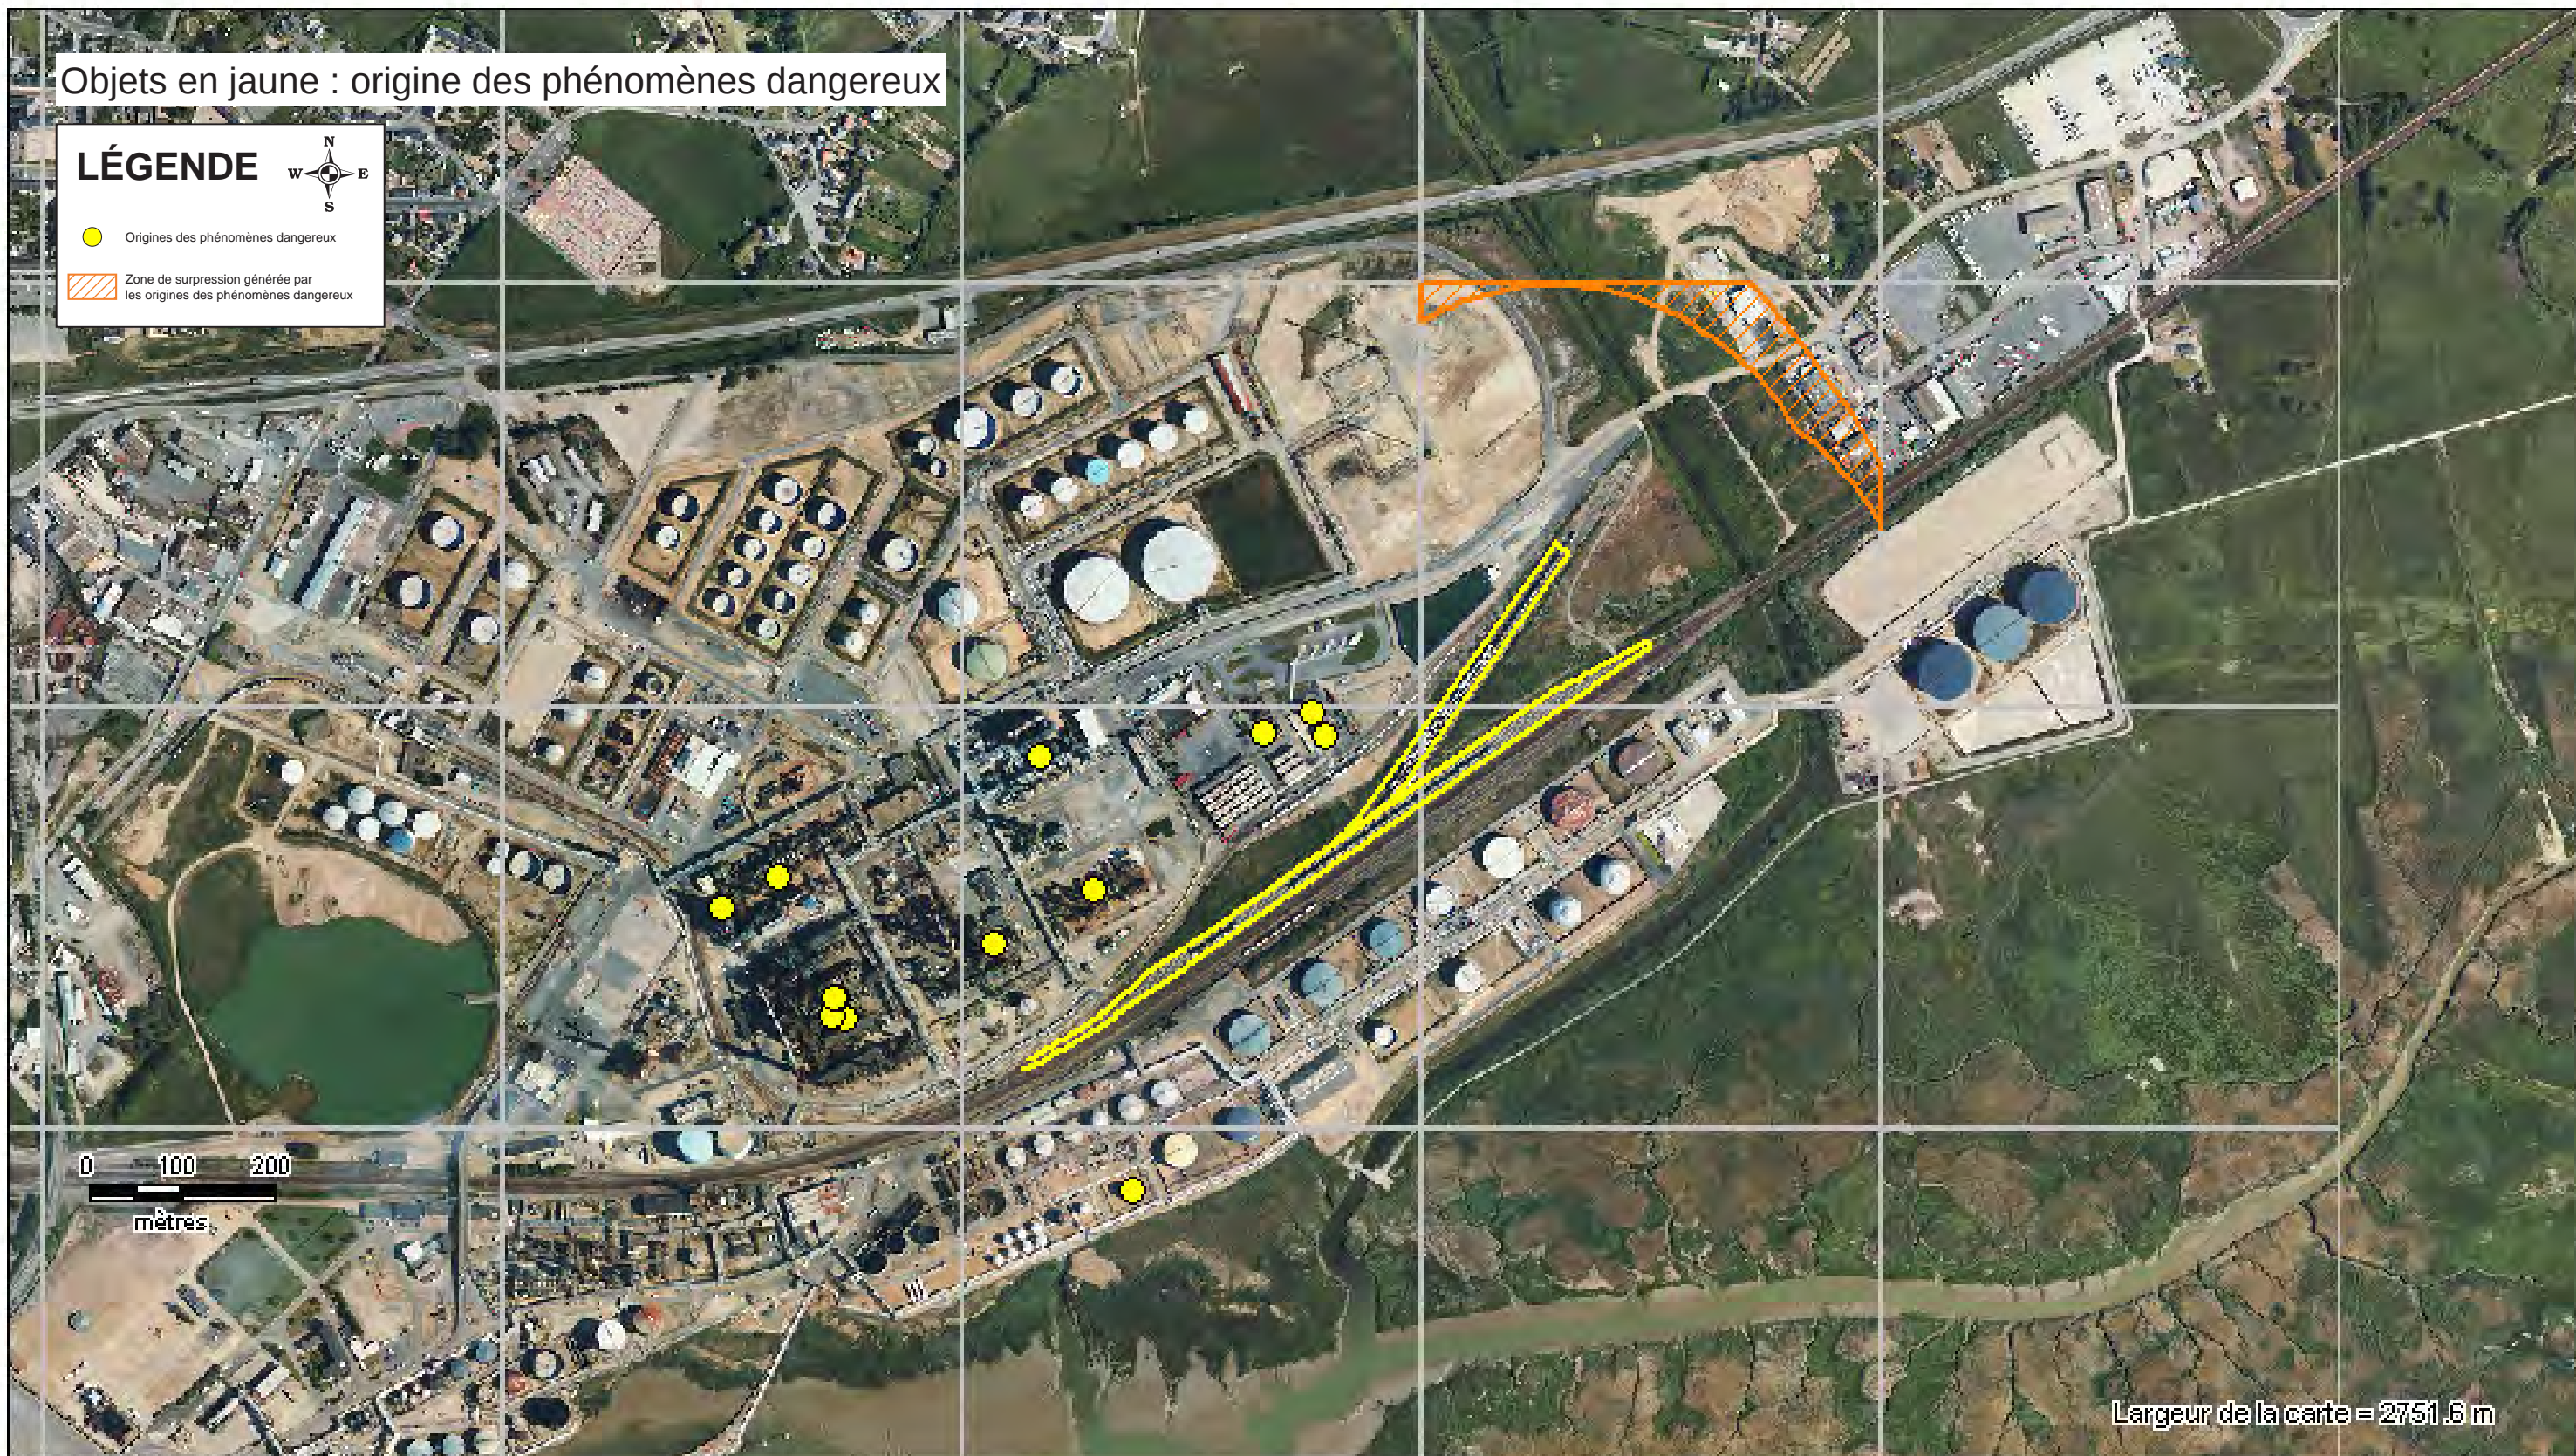 Objets en jaune : origine des phénomènes dangereux
LÉGENDE
N
W E
S
Origines des phénomènes dangereux
Zone de surpression générée par
les origines des phénomènes dangereux
0 100 200
mètres
Largeur de la carte = 2751.6 m